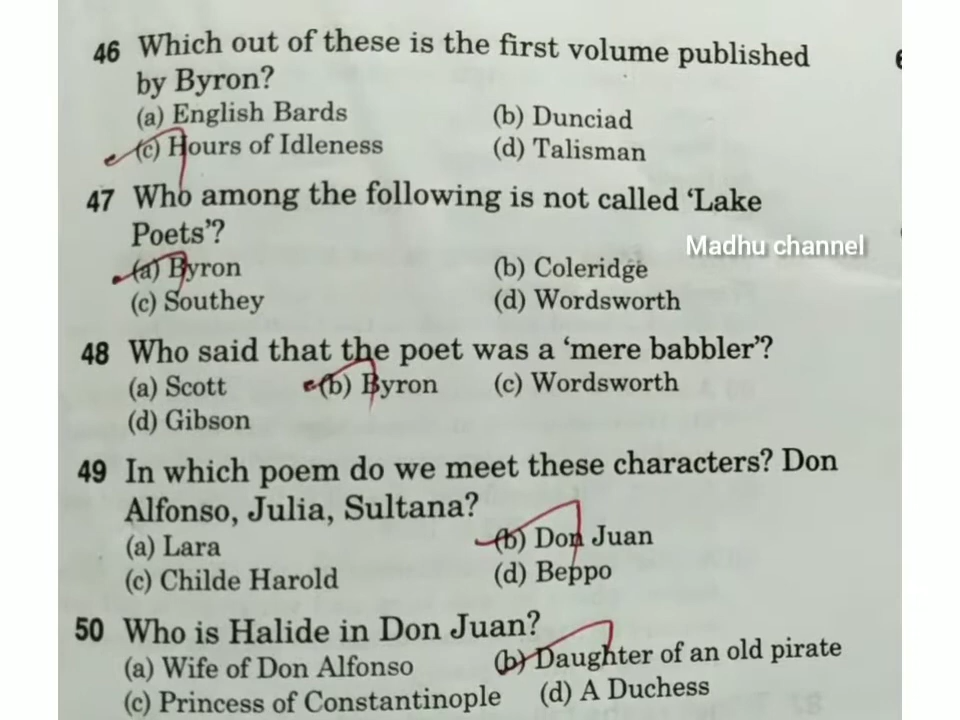 46 Which out of these is the first volume published
by Byron?
(a) English Bards (b) Dunciad
(c) Hours of Idleness (d) Talisman
47 Who among the following is not called ‘Lake
Poets’?
Madhu channel
(a) Byron (b) Coleridge
(c) Southey (d) Wordsworth
48 Who said that the poet was a ‘mere babbler’?
(a) Scott (b) Byron (c) Wordsworth
(d) Gibson
49 In which poem do we meet these characters? Don
Alfonso, Julia, Sultana?
(a) Lara (b) Don Juan
(c) Childe Harold (d) Beppo
50 Who is Halide in Don Juan?
(a) Wife of Don Alfonso (b) Daughter of an old pirate
(c) Princess of Constantinople (d) A Duchess